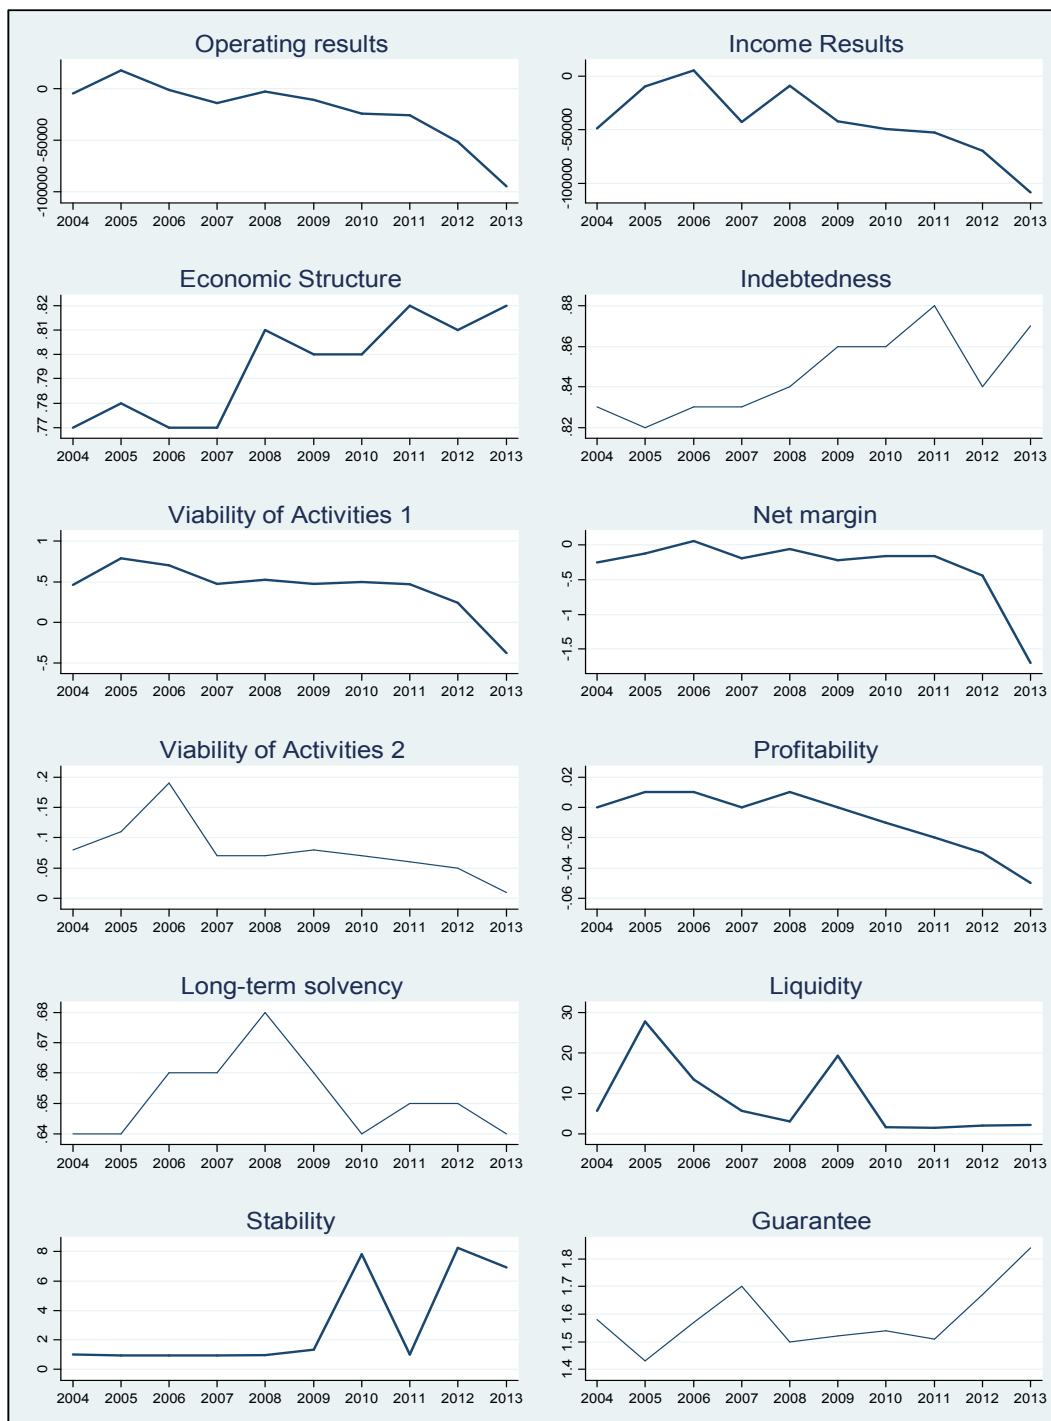 Operating results
0
-50000
-100000
2004 2005 2006 2007 2008 2009 2010 2011 2012 2013
Income Results
0
-50000
-100000
2004 2005 2006 2007 2008 2009 2010 2011 2012 2013
Economic Structure
.82
.81
.8
.79
.78
.77
2004 2005 2006 2007 2008 2009 2010 2011 2012 2013
Indebtedness
.88
.86
.84
.82
2004 2005 2006 2007 2008 2009 2010 2011 2012 2013
Viability of Activities 1
1
.5
0
-.5
2004 2005 2006 2007 2008 2009 2010 2011 2012 2013
Net margin
0
-.5
-1
-1.5
2004 2005 2006 2007 2008 2009 2010 2011 2012 2013
Viability of Activities 2
.2
.15
.1
.05
0
2004 2005 2006 2007 2008 2009 2010 2011 2012 2013
Profitability
.02
0
-.02
-.04
-.06
2004 2005 2006 2007 2008 2009 2010 2011 2012 2013
Long-term solvency
.68
.67
.66
.65
.64
2004 2005 2006 2007 2008 2009 2010 2011 2012 2013
Liquidity
30
20
10
0
2004 2005 2006 2007 2008 2009 2010 2011 2012 2013
Stability
8
6
4
2
0
2004 2005 2006 2007 2008 2009 2010 2011 2012 2013
Guarantee
1.8
1.7
1.6
1.5
1.4
2004 2005 2006 2007 2008 2009 2010 2011 2012 2013